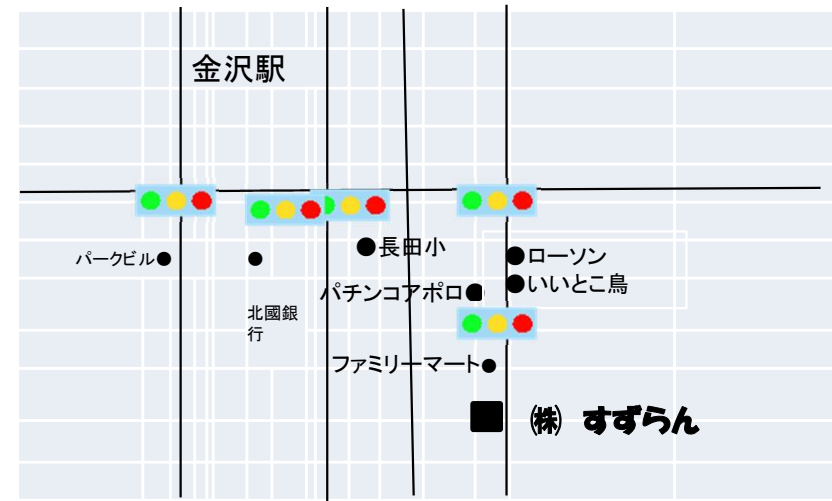 金沢駅
●長田小
パークビル●
●ローソン
●いいとこ鳥
パチンコアポロ●
北國銀
行
ファミリーマート●
■ ㈱ すずらん